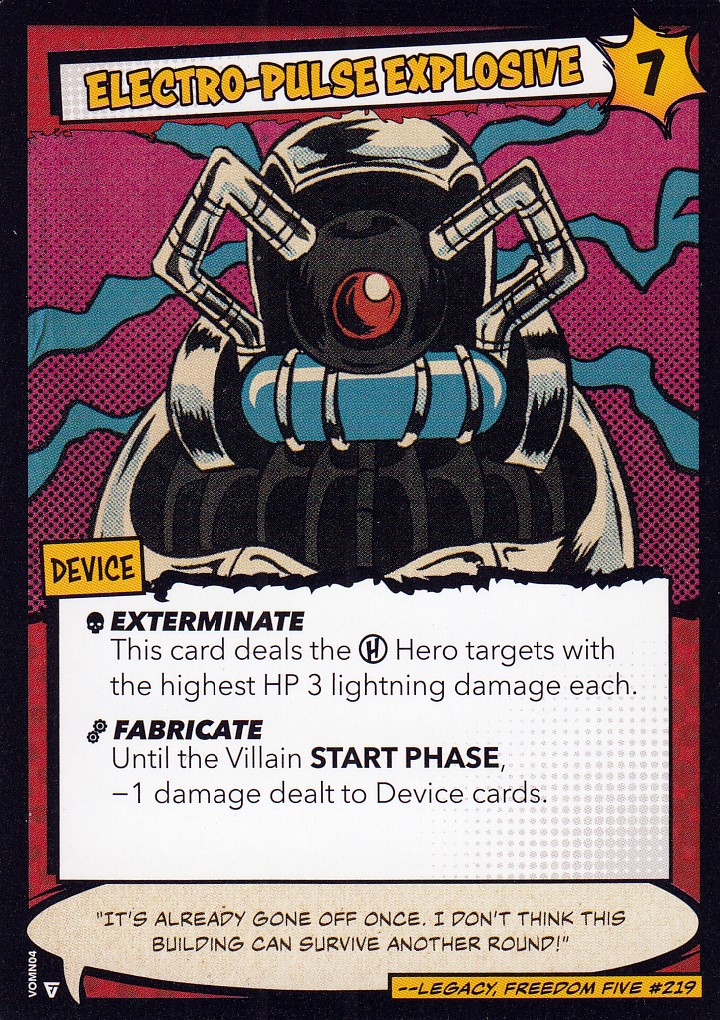 ELECTRO-PULSE EXPLOSIVE
7
DEVICE
EXTERMINATE
This card deals the H Hero targets with
the highest HP 3 lightning damage each.
FABRICATE
Until the Villain START PHASE,
−1 damage dealt to Device cards.
"IT'S ALREADY GONE OFF ONCE. I DON'T THINK THIS
BUILDING CAN SURVIVE ANOTHER ROUND!"
--LEGACY, FREEDOM FIVE #219
VOMN04